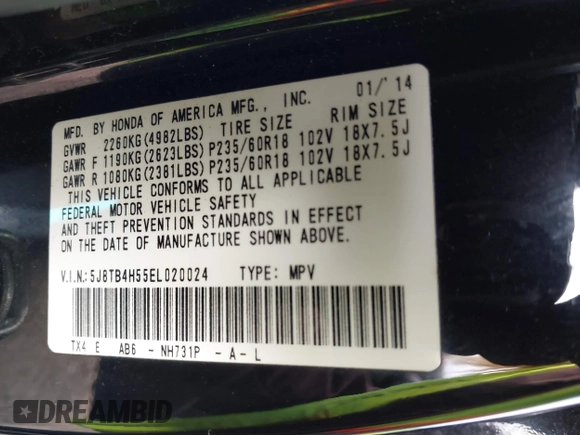 MFD. BY HONDA OF AMERICA MFG., INC. 01/'14
GVWR 2260KG(4982LBS) TIRE SIZE RIM SIZE
GAWR F 1190KG(2623LBS)P235/60R18 102V 18X7.5J
GAWR R 1080KG(2381LBS)P235/60R18 102V 18X7.5J
THIS VEHICLE CONFORMS TO ALL APPLICABLE
FEDERAL MOTOR VEHICLE SAFETY
AND THEFT PREVENTION STANDARDS IN EFFECT
ON THE DATE OF MANUFACTURE SHOWN ABOVE.
V.I.N.:5J8TB4H55EL020024 TYPE: MPV
TX4 E AB6 - NH731P - A - L
DREAMBID